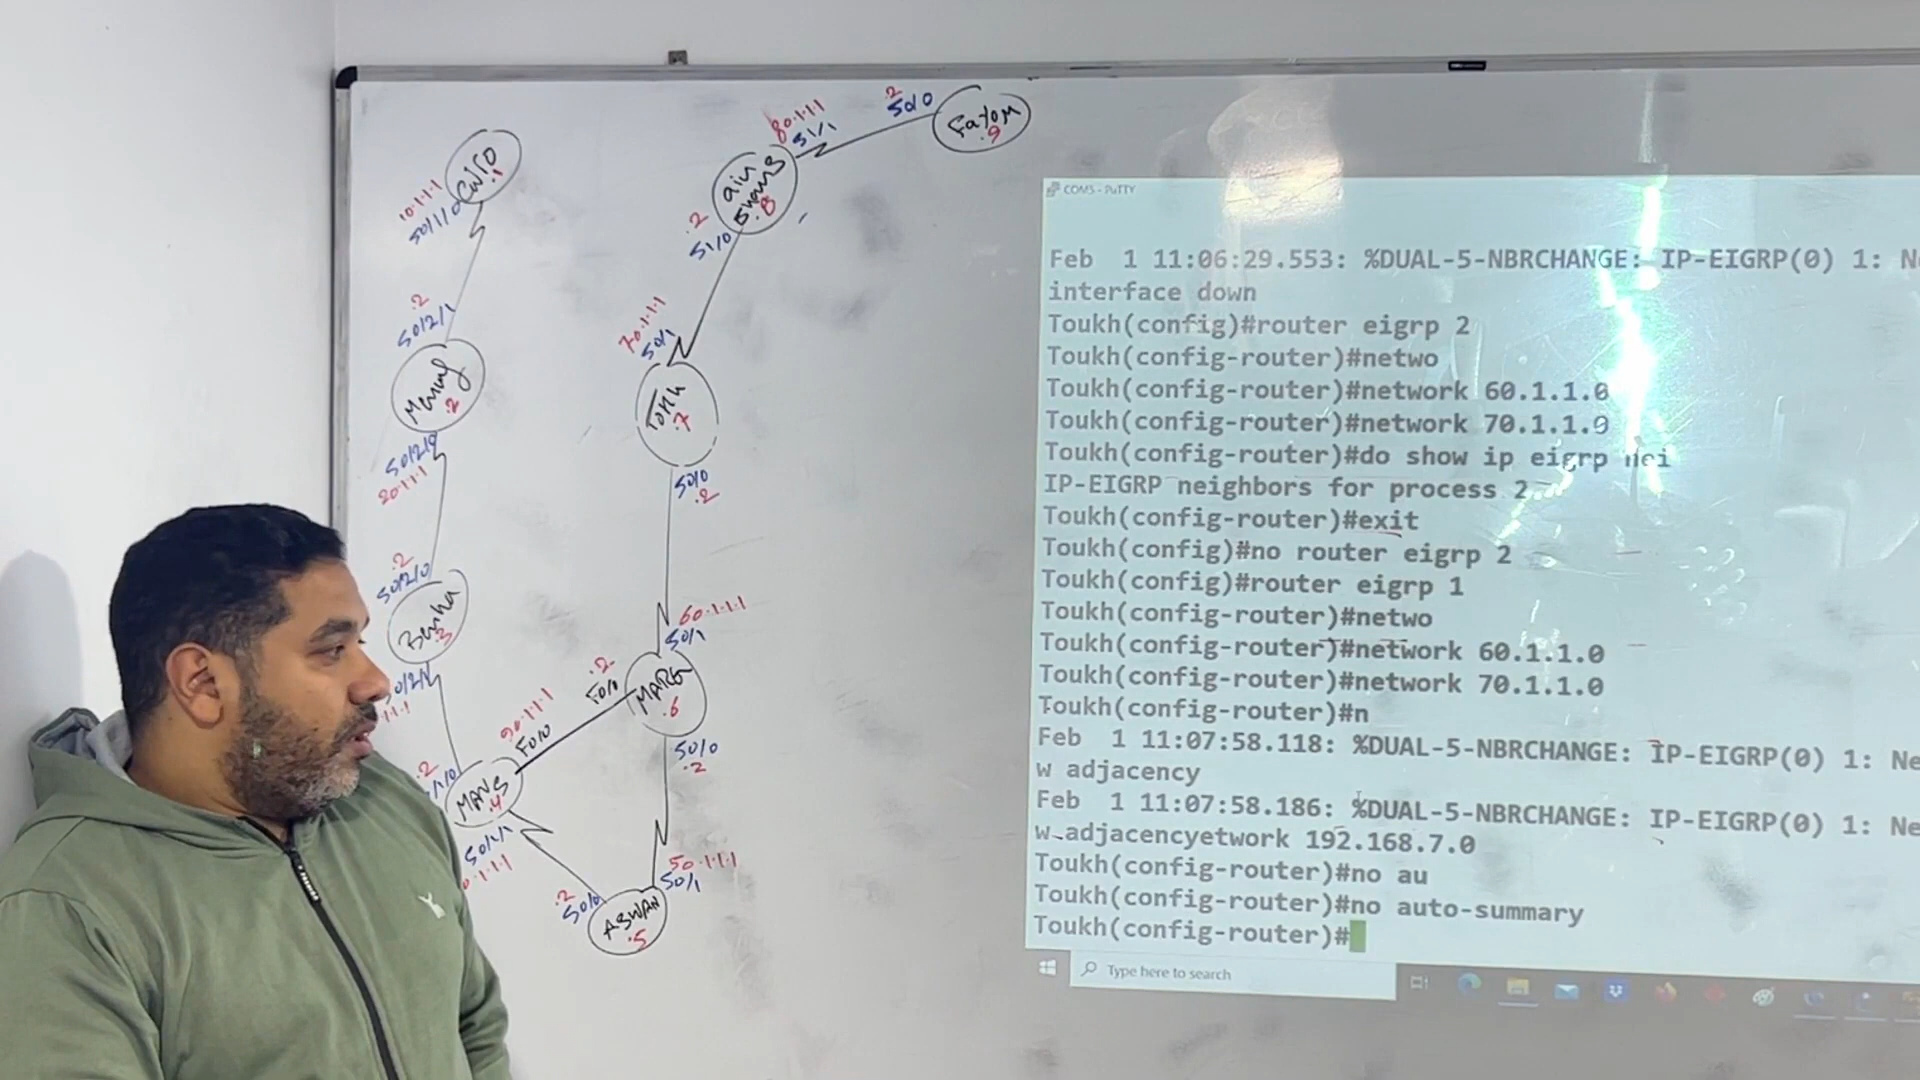 Fayom
.9
.2
S0/0
80.1.1.1
S1/1
ain
shams
.8
.2
S1/0
70.1.1.1
S0/1
Tokh
.7
S0/0
.2
60.1.1.1
S0/1
MARG
.6
.2
F0/0
90.1.1.1
F0/0
S0/0
.2
50.1.1.1
S0/1
ASWAN
.5
.2
S0/0
MANS
.4
.2
S0/1/1
Benha
.3
.2
S0/2/0
S0/2/0
20.1.1.1
.2
.2
S0/2/1
10.1.1.1
S0/1/0
.1
COM5 - PuTTY
Feb 1 11:06:29.553: %DUAL-5-NBRCHANGE: IP-EIGRP(0) 1: N
interface down
Toukh(config)#router eigrp 2
Toukh(config-router)#netwo
Toukh(config-router)#network 60.1.1.0
Toukh(config-router)#network 70.1.1.0
Toukh(config-router)#do show ip eigrp nei
IP-EIGRP neighbors for process 2
Toukh(config-router)#exit
Toukh(config)#no router eigrp 2
Toukh(config)#router eigrp 1
Toukh(config-router)#netwo
Toukh(config-router)#network 60.1.1.0
Toukh(config-router)#network 70.1.1.0
Toukh(config-router)#n
Feb 1 11:07:58.118: %DUAL-5-NBRCHANGE: IP-EIGRP(0) 1: Ne
w adjacency
Feb 1 11:07:58.186: %DUAL-5-NBRCHANGE: IP-EIGRP(0) 1: Ne
w adjacencyetwork 192.168.7.0
Toukh(config-router)#no au
Toukh(config-router)#no auto-summary
Toukh(config-router)#
Type here to search